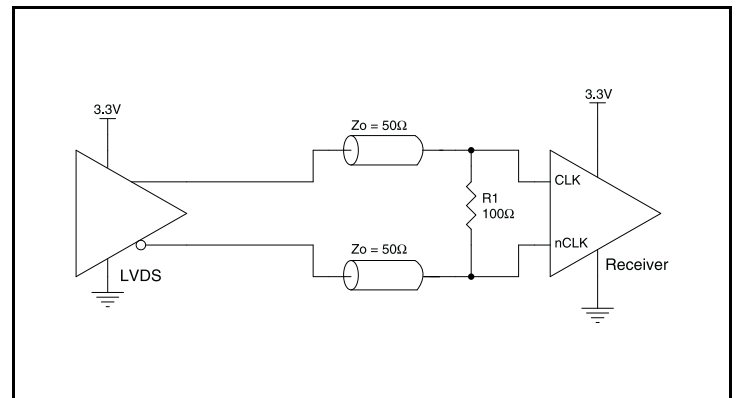 3.3V
LVDS
Zo = 50Ω
Zo = 50Ω
R1
100Ω
3.3V
CLK
nCLK
Receiver